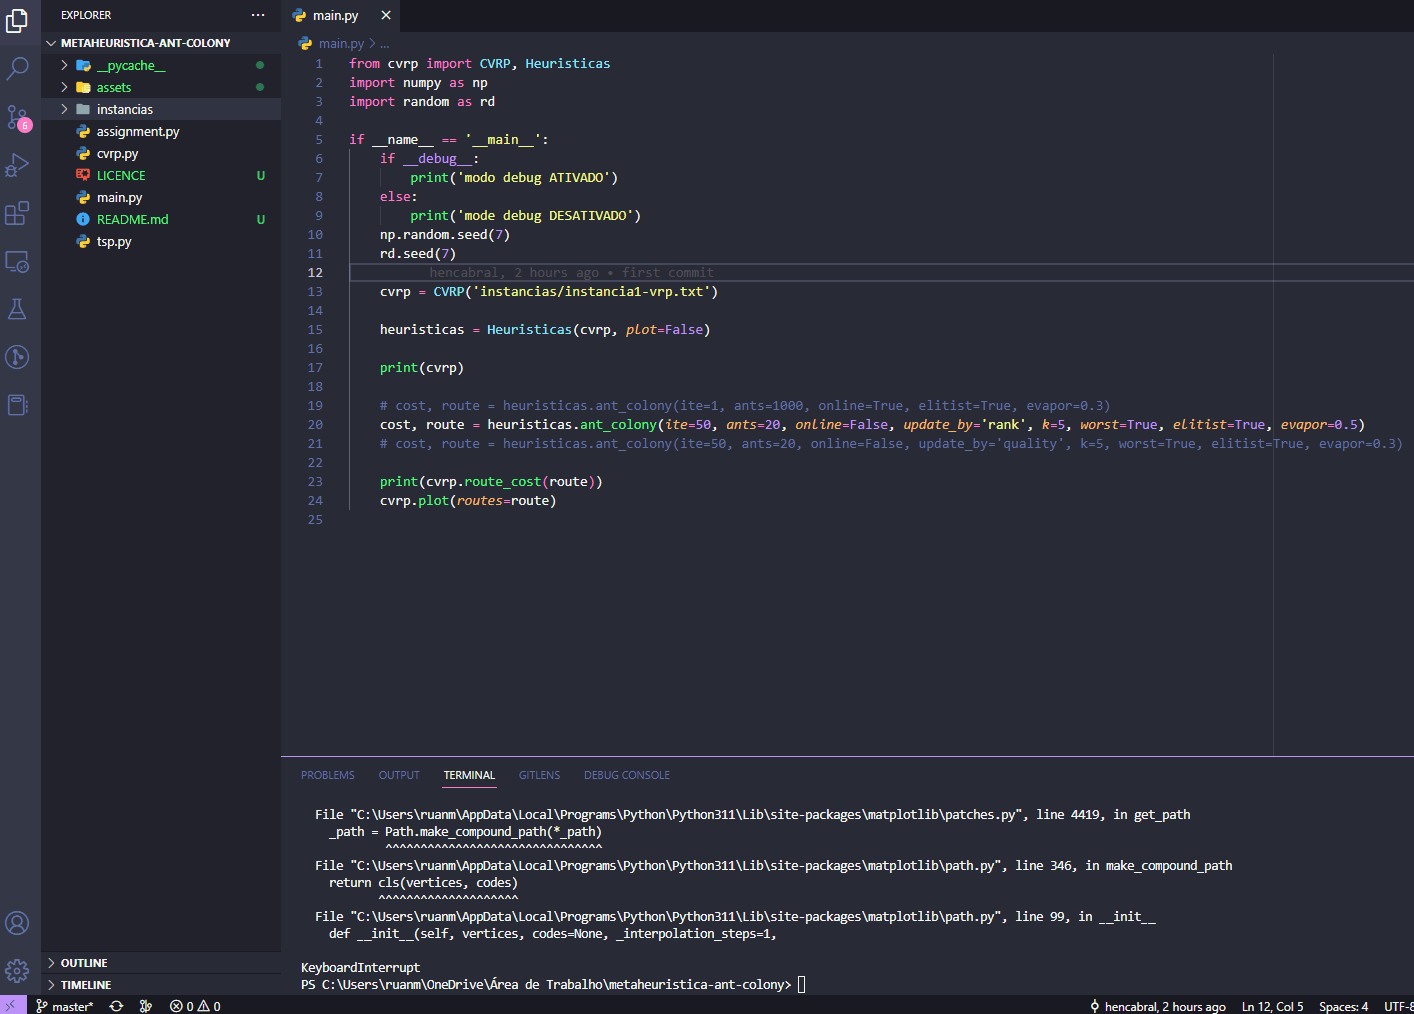 EXPLORER
...
METAHEURISTICA-ANT-COLONY
__pycache__
assets
instancias
assignment.py
cvrp.py
LICENCE U
main.py
README.md U
tsp.py
OUTLINE
TIMELINE
6
main.py
main.py > ...
1 from cvrp import CVRP, Heuristicas
2 import numpy as np
3 import random as rd
4
5 if __name__ == '__main__':
6 if __debug__:
7 print('modo debug ATIVADO')
8 else:
9 print('mode debug DESATIVADO')
10 np.random.seed(7)
11 rd.seed(7)
12 hencabral, 2 hours ago • first commit
13 cvrp = CVRP('instancias/instancia1-vrp.txt')
14
15 heuristicas = Heuristicas(cvrp, plot=False)
16
17 print(cvrp)
18
19 # cost, route = heuristicas.ant_colony(ite=1, ants=1000, online=True, elitist=True, evapor=0.3)
20 cost, route = heuristicas.ant_colony(ite=50, ants=20, online=False, update_by='rank', k=5, worst=True, elitist=True, evapor=0.5)
21 # cost, route = heuristicas.ant_colony(ite=50, ants=20, online=False, update_by='quality', k=5, worst=True, elitist=True, evapor=0.3)
22
23 print(cvrp.route_cost(route))
24 cvrp.plot(routes=route)
25
PROBLEMS OUTPUT TERMINAL GITLENS DEBUG CONSOLE
File "C:\Users\ruanm\AppData\Local\Programs\Python\Python311\Lib\site-packages\matplotlib\patches.py", line 4419, in get_path
_path = Path.make_compound_path(*_path)
^^^^^^^^^^^^^^^^^^^^^^^^^^^^^^^
File "C:\Users\ruanm\AppData\Local\Programs\Python\Python311\Lib\site-packages\matplotlib\path.py", line 346, in make_compound_path
return cls(vertices, codes)
^^^^^^^^^^^^^^^^^^^^
File "C:\Users\ruanm\AppData\Local\Programs\Python\Python311\Lib\site-packages\matplotlib\path.py", line 99, in __init__
def __init__(self, vertices, codes=None, _interpolation_steps=1,
KeyboardInterrupt
PS C:\Users\ruanm\OneDrive\Área de Trabalho\metaheuristica-ant-colony>
master* 0 0 hencabral, 2 hours ago Ln 12, Col 5 Spaces: 4 UTF-8